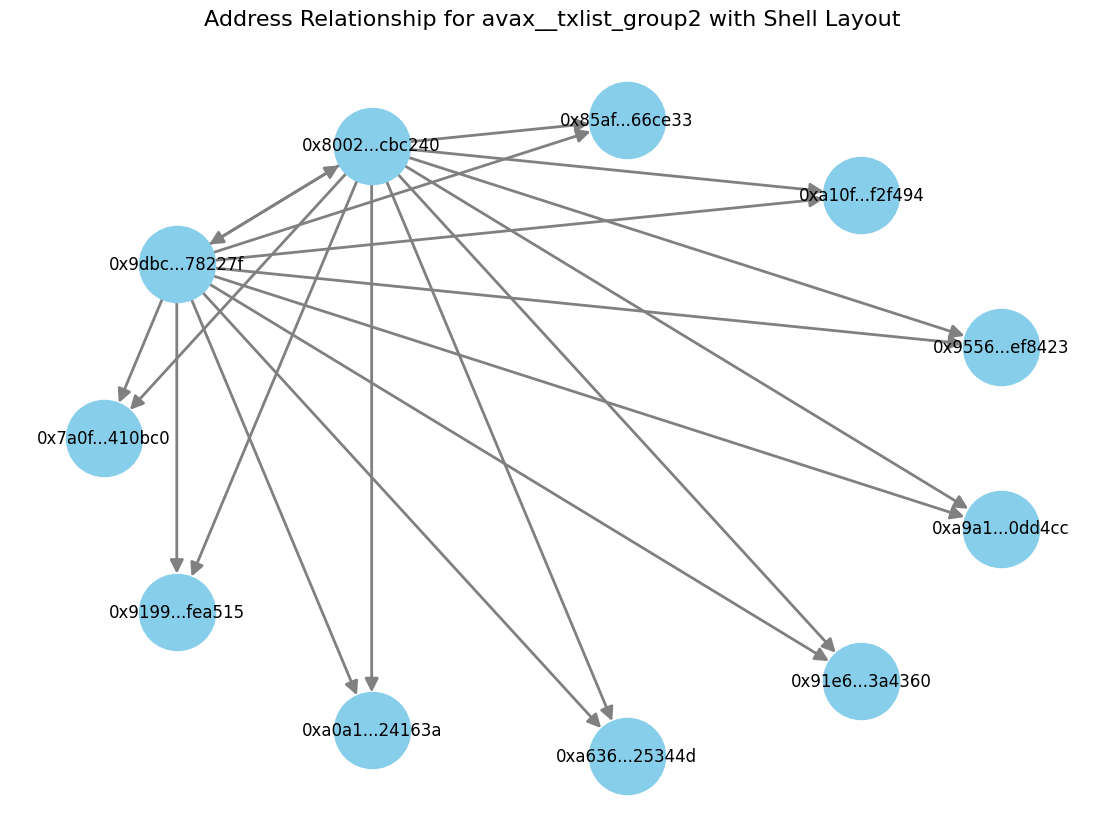 Address Relationship for avax__txlist_group2 with Shell Layout
0x85af...66ce33
0x8002...cbc240
0xa10f...f2f494
0x9dbc...78227f
0x9556...ef8423
0x7a0f...410bc0
0xa9a1...0dd4cc
0x9199...fea515
0x91e6...3a4360
0xa0a1...24163a
0xa636...25344d